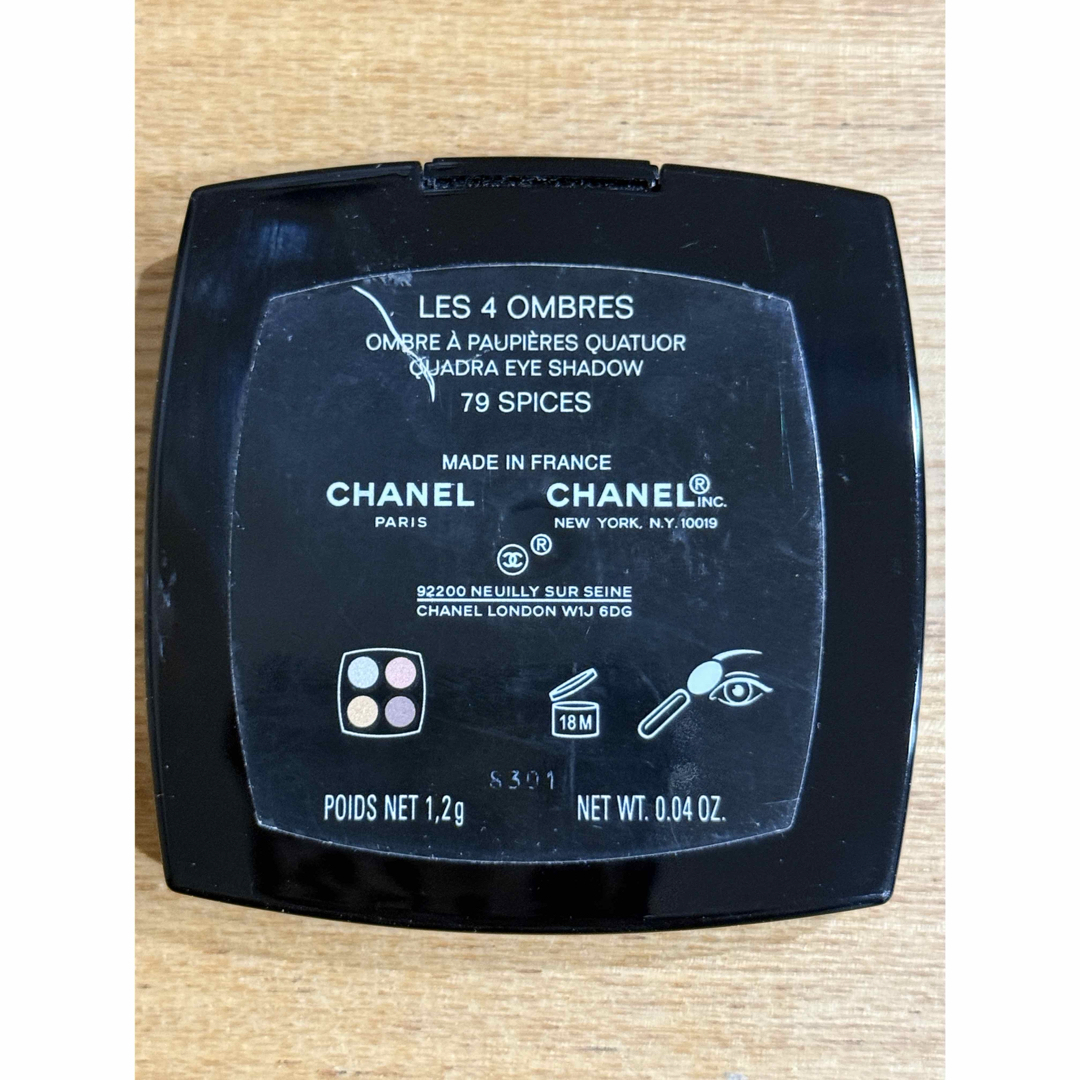 LES 4 OMBRES
OMBRE À PAUPIÈRES QUATUOR
QUADRA EYE SHADOW
79 SPICES
MADE IN FRANCE
CHANEL CHANEL® INC.
PARIS NEW YORK, N.Y. 10019
®
92200 NEUILLY SUR SEINE
CHANEL LONDON W1J 6DG
18M
8301
POIDS NET 1,2g NET WT. 0.04 OZ.